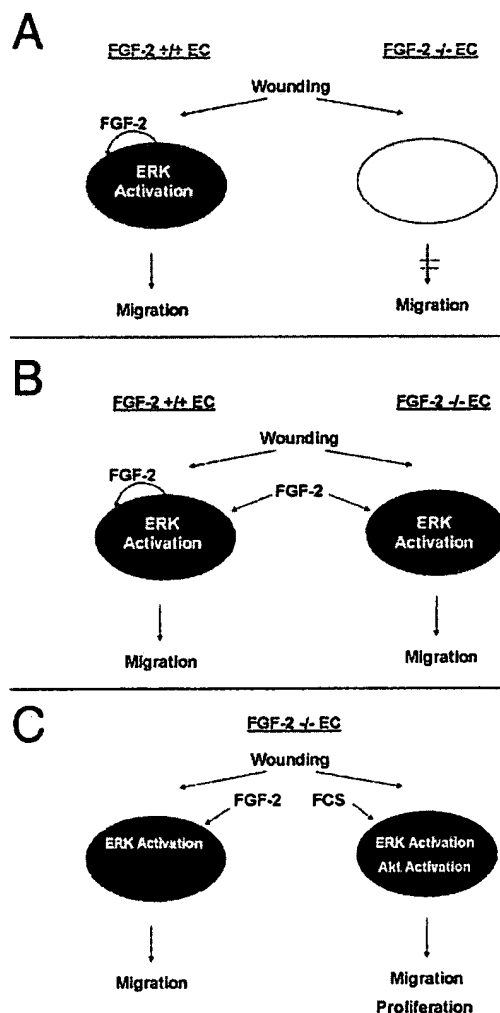 A
FGF-2 +/+ EC
FGF-2 -/- EC
Wounding
FGF-2
ERK
Activation
Migration
Migration
B
FGF-2 +/+ EC
FGF-2 -/- EC
Wounding
FGF-2
FGF-2
ERK
Activation
ERK
Activation
Migration
Migration
C
FGF-2 -/- EC
Wounding
FGF-2
FCS
ERK Activation
ERK Activation
Akt Activation
Migration
Migration
Proliferation